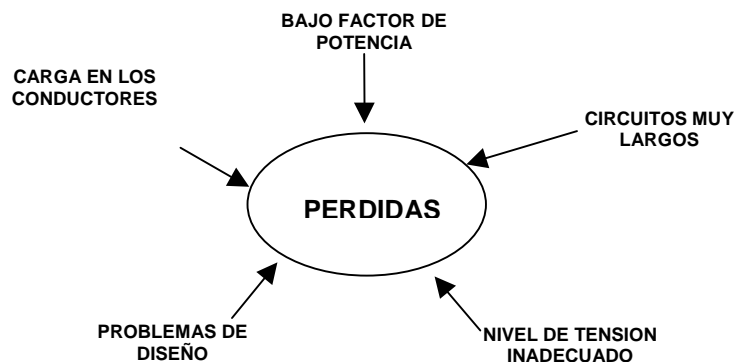 BAJO FACTOR DE
POTENCIA
CARGA EN LOS
CONDUCTORES
CIRCUITOS MUY
LARGOS
PERDIDAS
PROBLEMAS DE
DISEÑO
NIVEL DE TENSION
INADECUADO